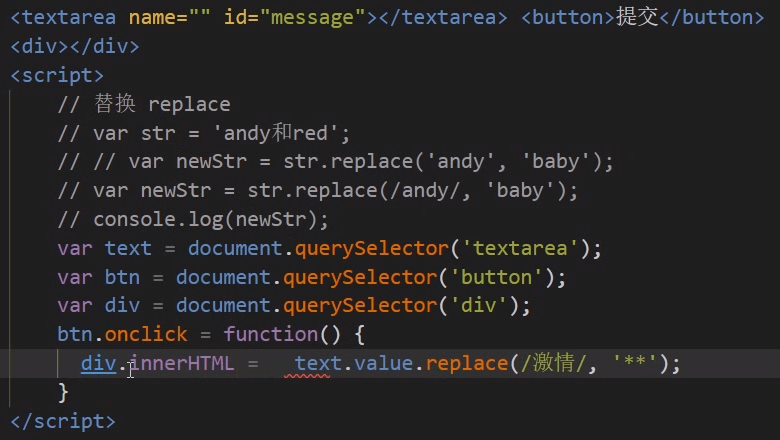 <textarea name="" id="message"></textarea> <button>提交</button>
<div></div>
<script>
// 替换 replace
// var str = 'andy和red';
// // var newStr = str.replace('andy', 'baby');
// var newStr = str.replace(/andy/, 'baby');
// console.log(newStr);
var text = document.querySelector('textarea');
var btn = document.querySelector('button');
var div = document.querySelector('div');
btn.onclick = function() {
div.innerHTML = text.value.replace(/激情/, '**');
}
</script>